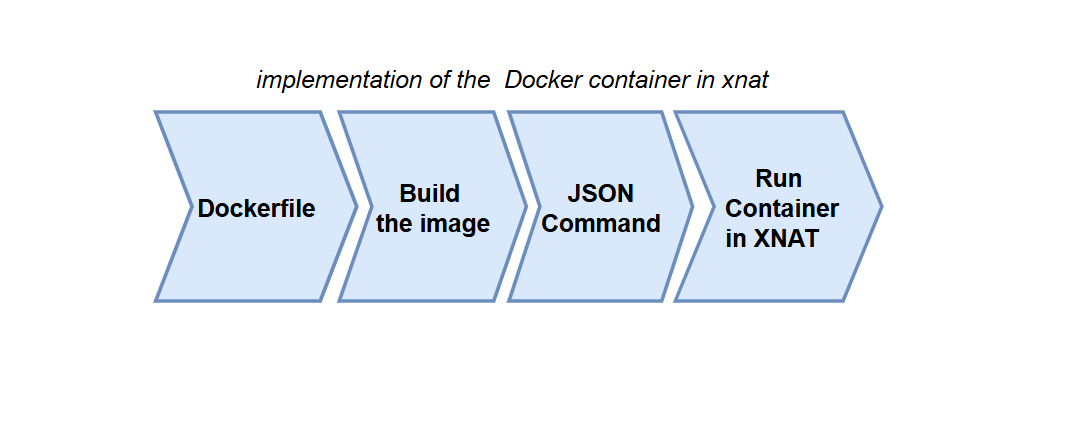 implementation of the  Docker container in xnat
Dockerfile
Build
the image
JSON
Command
Run
Container
in XNAT